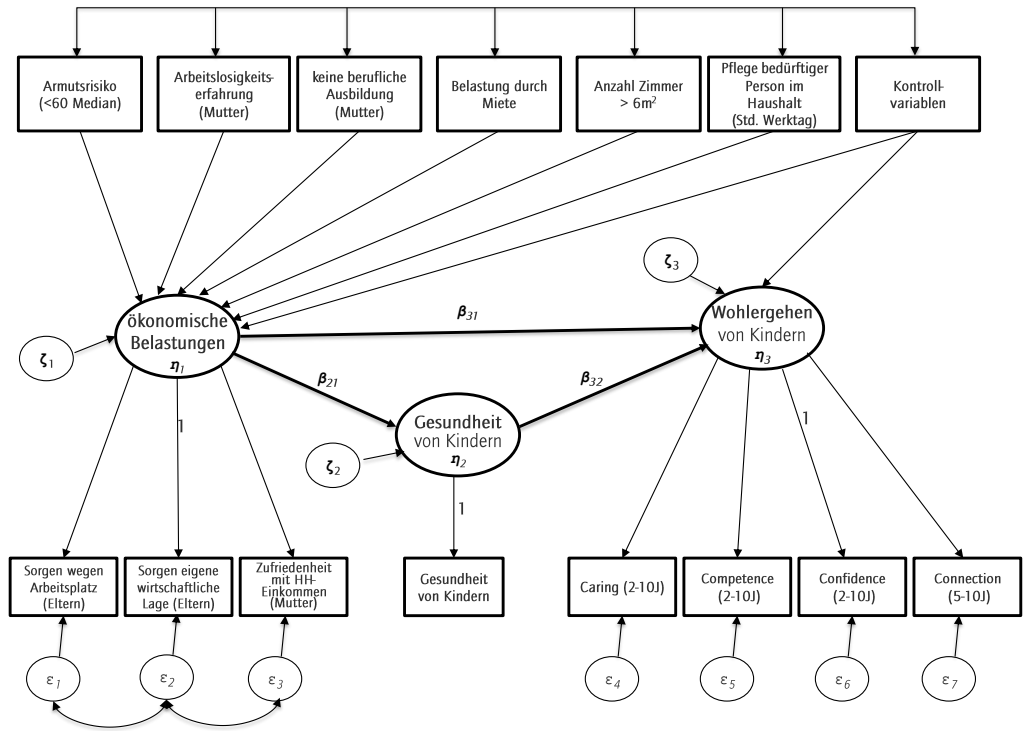 Armutsrisiko
(<60 Median)
Arbeitslosigkeits-
erfahrung
(Mutter)
keine berufliche
Ausbildung
(Mutter)
Belastung durch
Miete
Anzahl Zimmer
> 6m²
Pflege bedürftiger
Person im
Haushalt
(Std. Werktag)
Kontroll-
variablen
ζ3
ökonomische
Belastungen
η1
ζ1
β31
Wohlergehen
von Kindern
η3
β21
β32
Gesundheit
von Kindern
η2
ζ2
1
1
1
Sorgen wegen
Arbeitsplatz
(Eltern)
Sorgen eigene
wirtschaftliche
Lage (Eltern)
Zufriedenheit
mit HH-
Einkommen
(Mutter)
Gesundheit
von Kindern
Caring (2-10J)
Competence
(2-10J)
Confidence
(2-10J)
Connection
(5-10J)
ε1
ε2
ε3
ε4
ε5
ε6
ε7